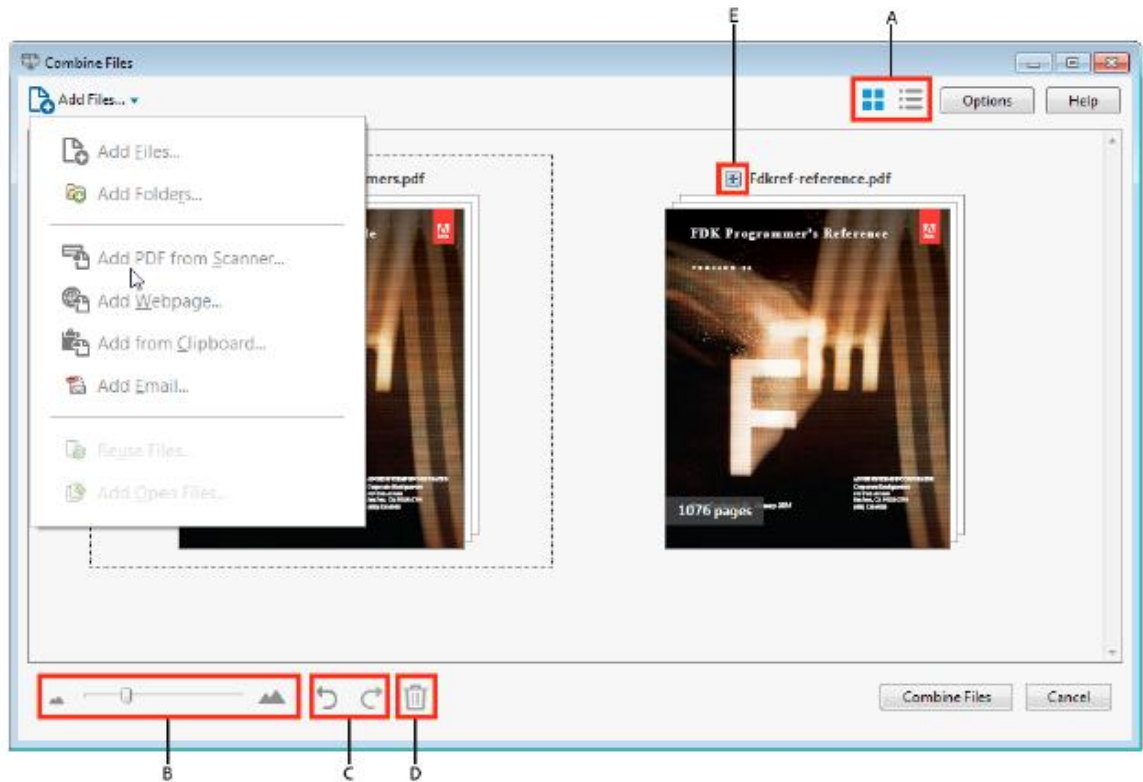 E
A
Combine Files
Add Files...
Options
Help
Add Files...
Add Folders...
Add PDF from Scanner...
Add Webpage...
Add from Clipboard...
Add Email...
Reuse Files...
Add Open Files...
mers.pdf
Fdkref-reference.pdf
FDK Programmer's Reference
1076 pages
Combine Files
Cancel
B
C
D